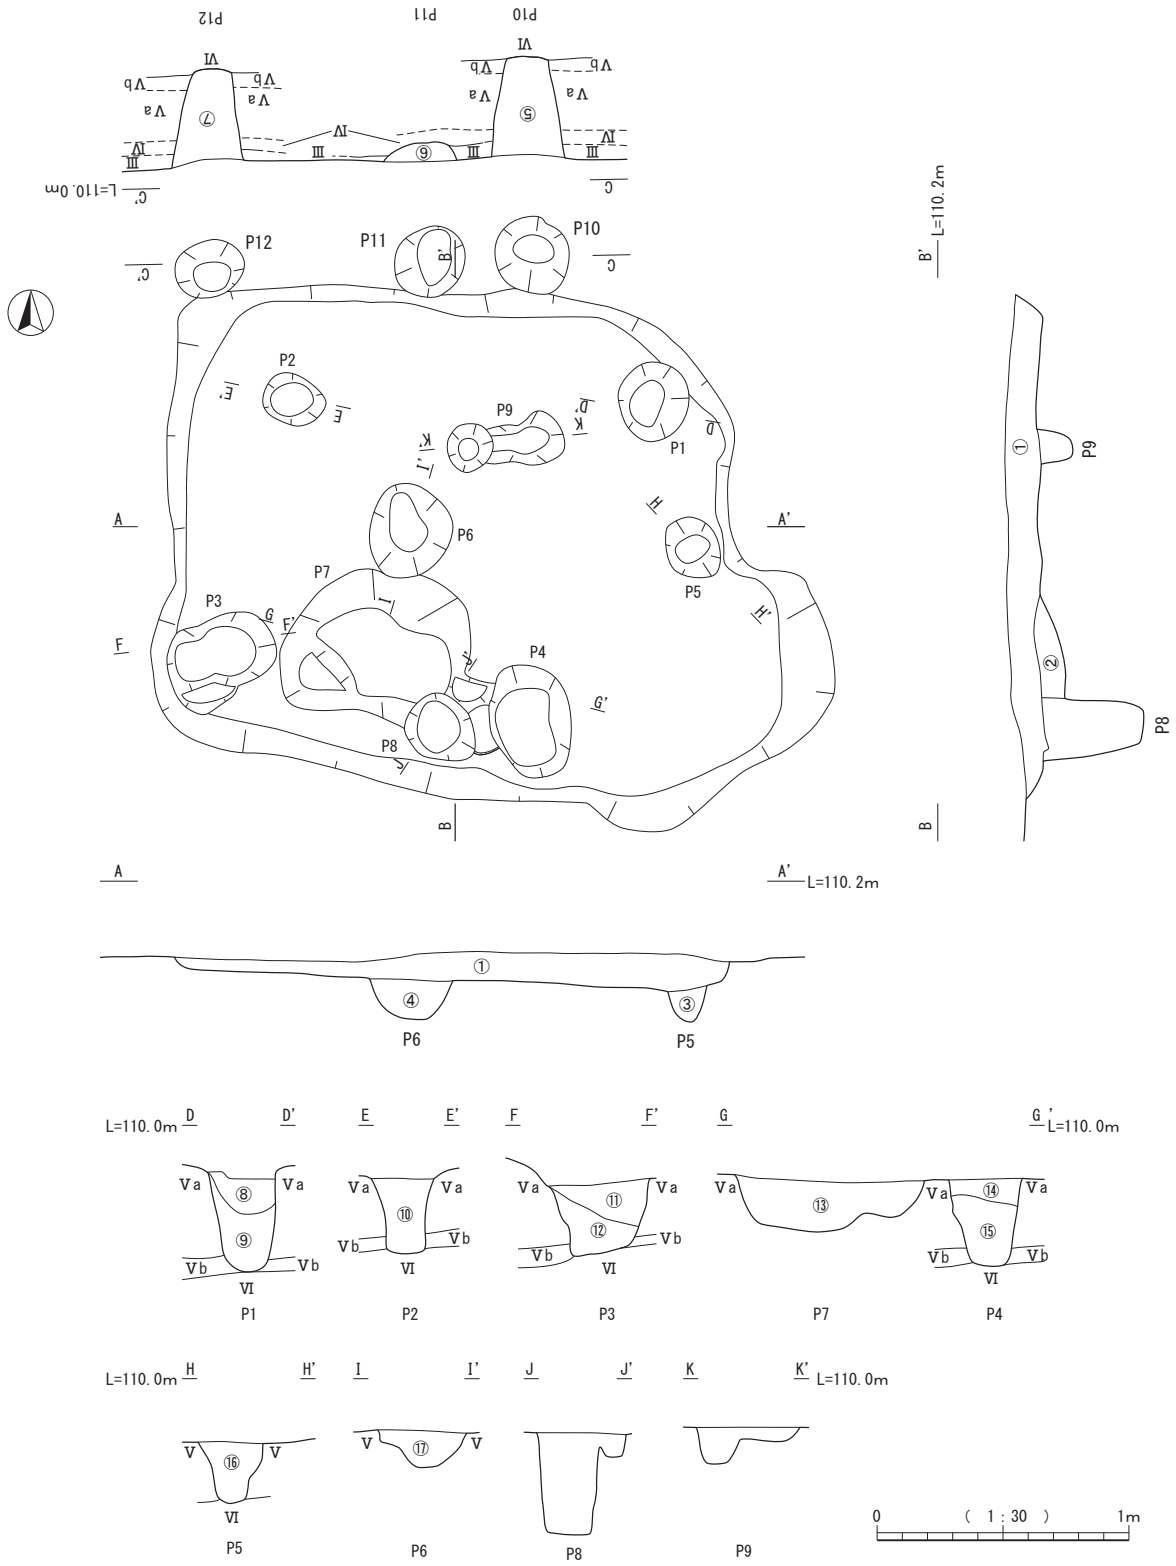 P12 P11 P10
VI VI
Vb Vb Vb Vb
Va Va Va Va
⑦ ⑤
IV IV IV
III III ⑥ III III
L=110.0m C' C
P12 P11 P10
C' B' C
B' L=110.2m
P2
E' E
P9
D' D
K' K
P1
I'
① P9
H
A A'
P6
P5
P7
I
H'
P3
G
F F'
J'
P4
②
G'
P8
P8
J
B B
A A' L=110.2m
①
④ ③
P6 P5
L=110.0m D D' E E' F F' G G' L=110.0m
Va ⑧ Va Va Va Va ⑪ Va Va ⑬ Va ⑭ Va
⑨ ⑩ ⑫ ⑮
Vb Vb Vb Vb Vb Vb Vb Vb
VI VI VI VI
P1 P2 P3 P7 P4
L=110.0m H H' I I' J J' K K' L=110.0m
V ⑯ V V ⑰ V
VI
P5 P6 P8 P9
0 ( 1:30 ) 1m